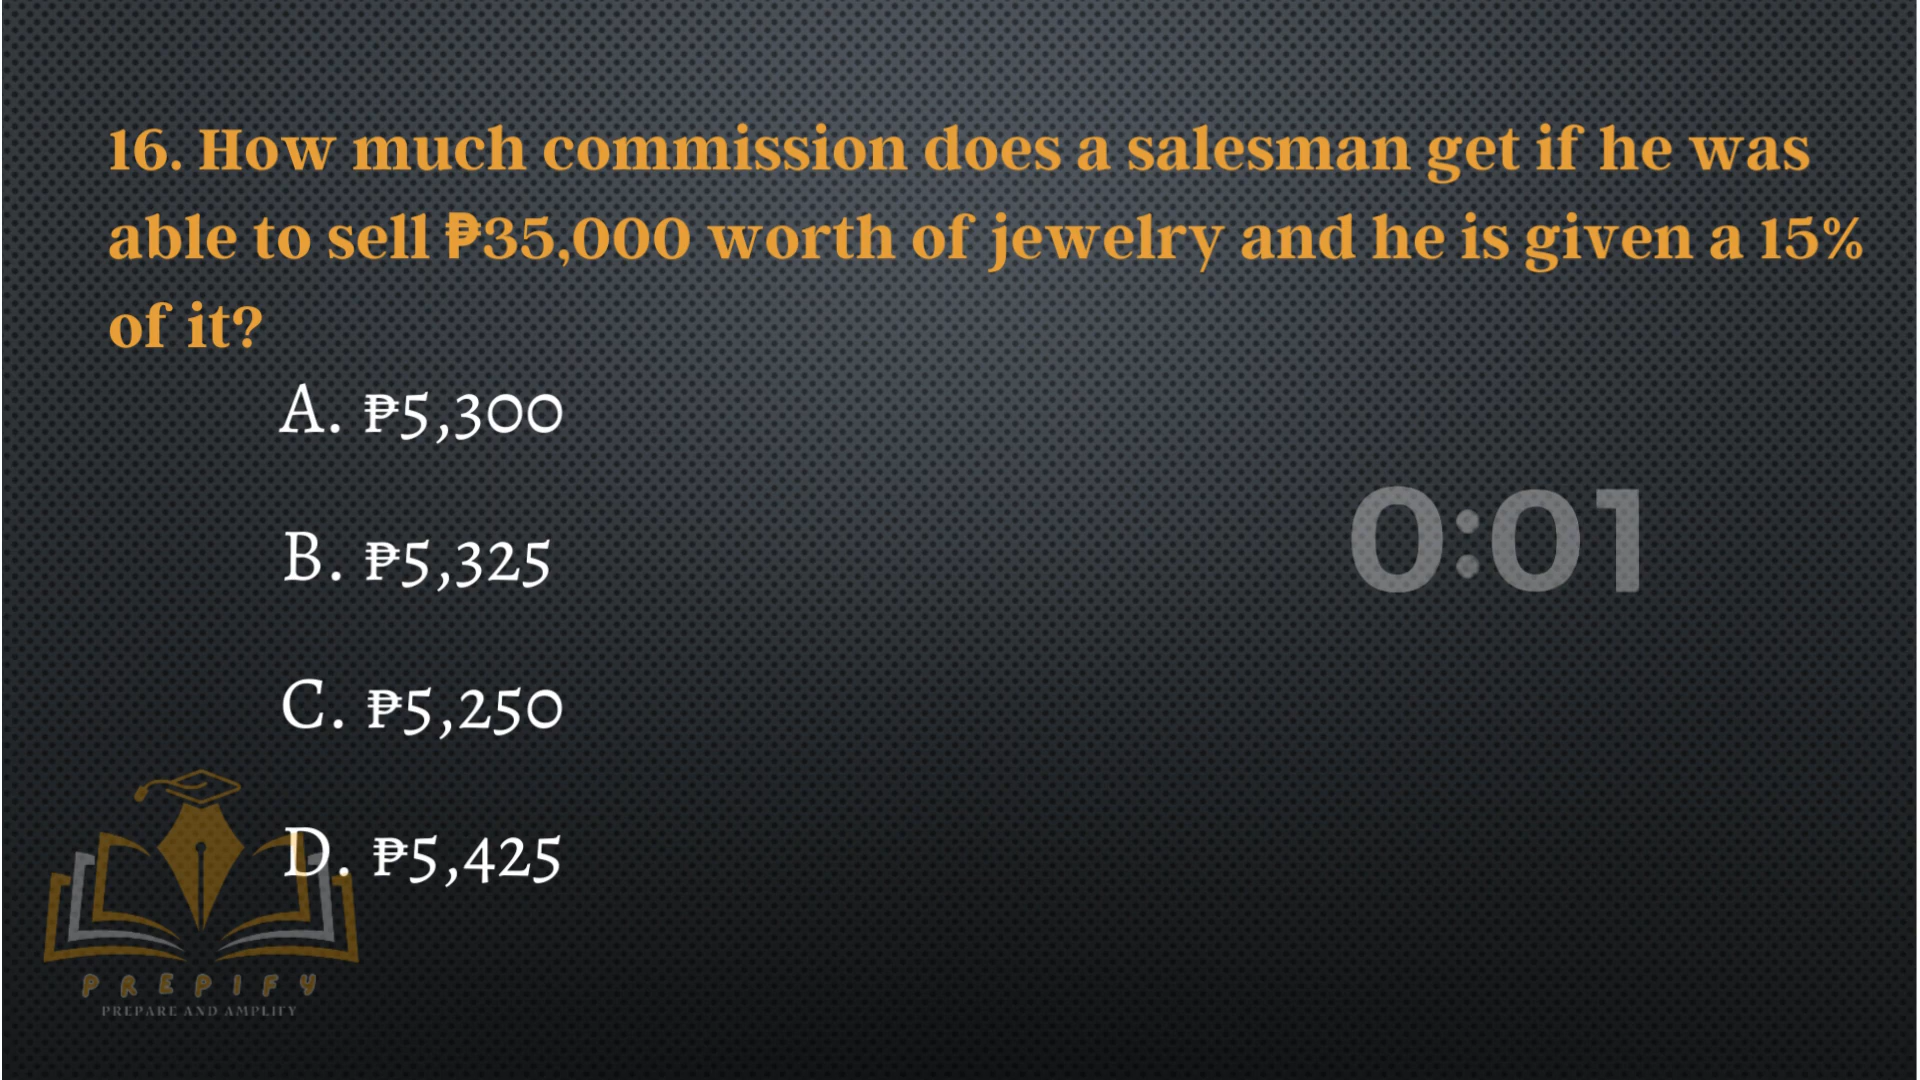 16. How much commission does a salesman get if he was
able to sell ₱35,000 worth of jewelry and he is given a 15%
of it?
A. ₱5,300
B. ₱5,325
C. ₱5,250
D. ₱5,425
0:01
PREPIFY
PREPARE AND AMPLIFY